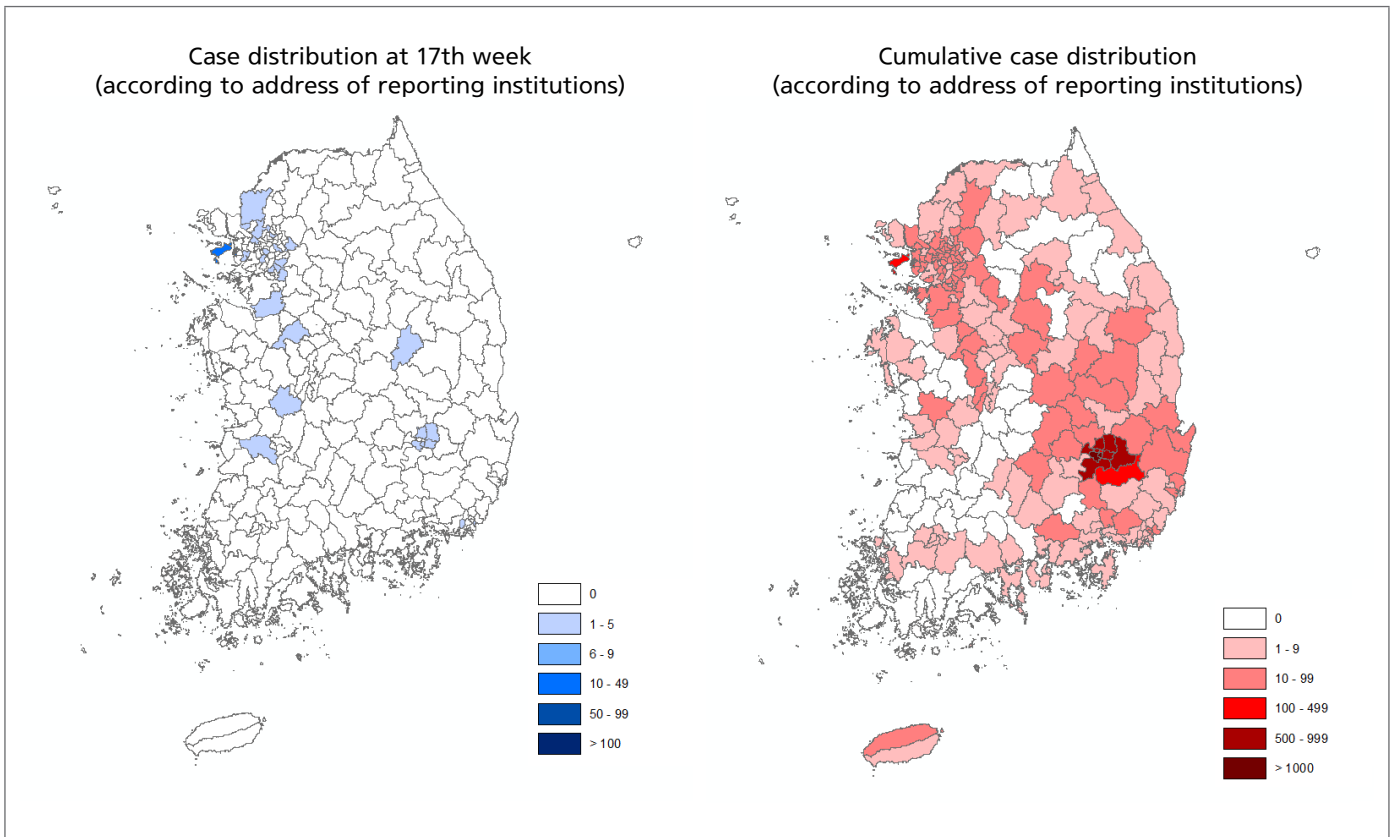 Case distribution at 17th week
(according to address of reporting institutions)
0
1 - 5
6 - 9
10 - 49
50 - 99
> 100
Cumulative case distribution
(according to address of reporting institutions)
0
1 - 9
10 - 99
100 - 499
500 - 999
> 1000